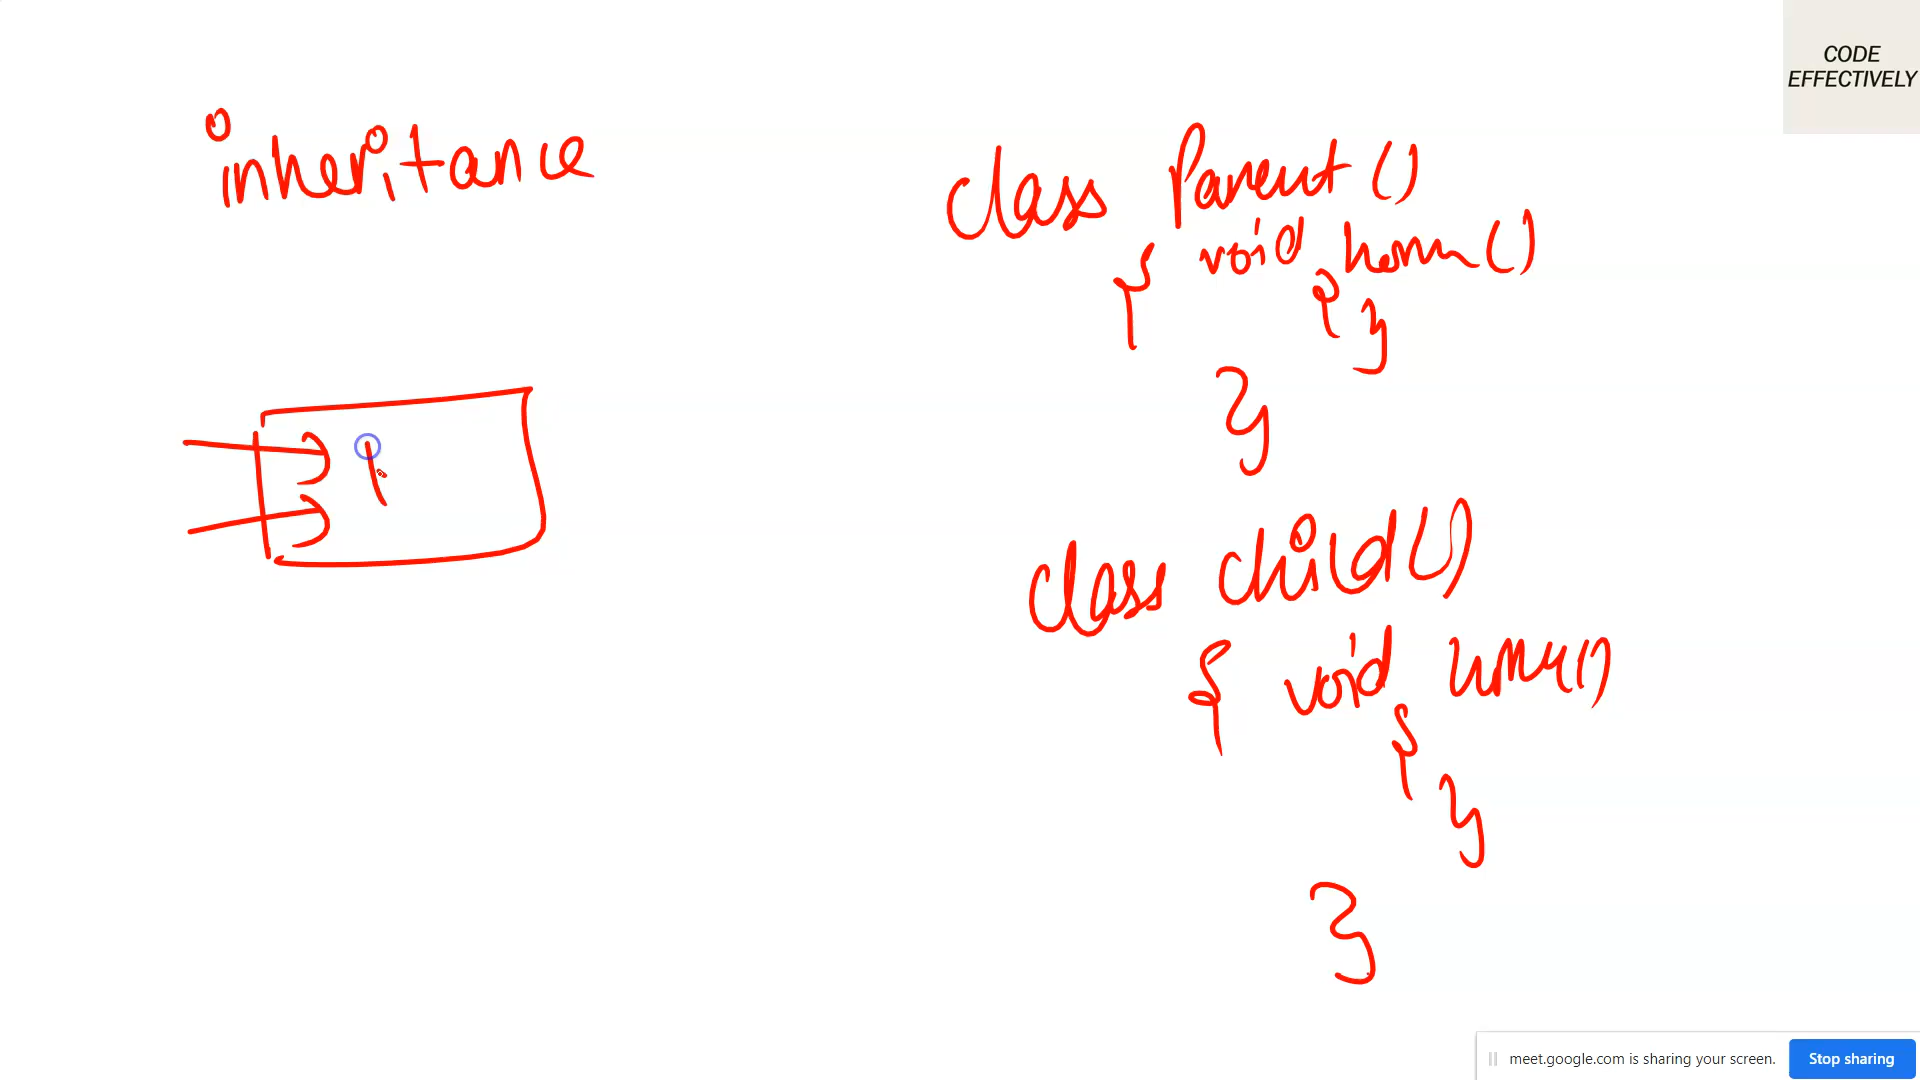 inheritance
class Parent ()
{ void home ()
{ }
}
class child ()
{ void
{
}
}
CODE
EFFECTIVELY
meet.google.com is sharing your screen.
Stop sharing